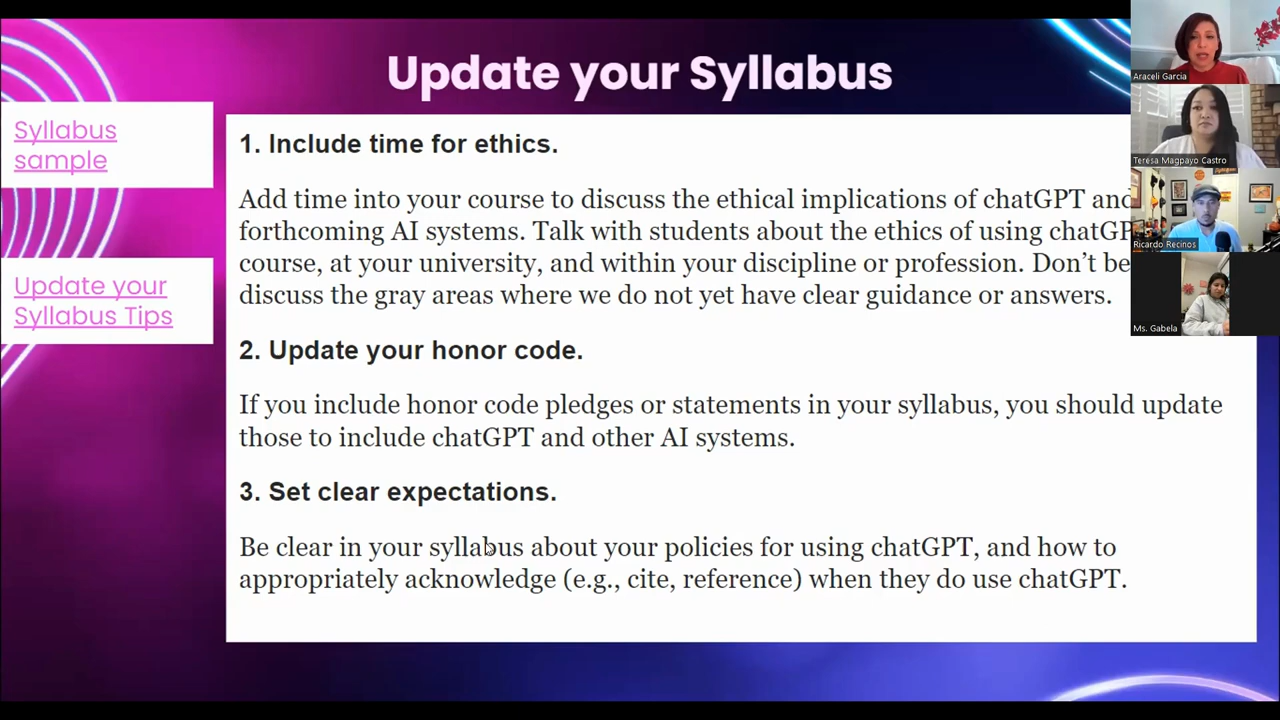 Update your Syllabus
Syllabus
sample
Update your
Syllabus Tips
1. Include time for ethics.
Add time into your course to discuss the ethical implications of chatGPT and
forthcoming AI systems. Talk with students about the ethics of using chatGP
course, at your university, and within your discipline or profession. Don’t be
discuss the gray areas where we do not yet have clear guidance or answers.
2. Update your honor code.
If you include honor code pledges or statements in your syllabus, you should update
those to include chatGPT and other AI systems.
3. Set clear expectations.
Be clear in your syllabus about your policies for using chatGPT, and how to
appropriately acknowledge (e.g., cite, reference) when they do use chatGPT.
Araceli Garcia
Teresa Magpayo Castro
Ricardo Recinos
Ms. Gabela